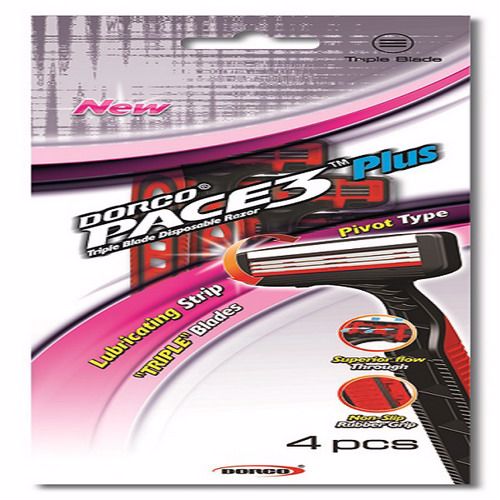 Triple Blade
New
DORCO®
PACE3™ Plus
Triple Blade Disposable Razor
Pivot Type
Lubricating Strip
"TRIPLE" Blades
Superior flow
Through
Non-Slip
Rubber Grip
4 pcs
DORCO